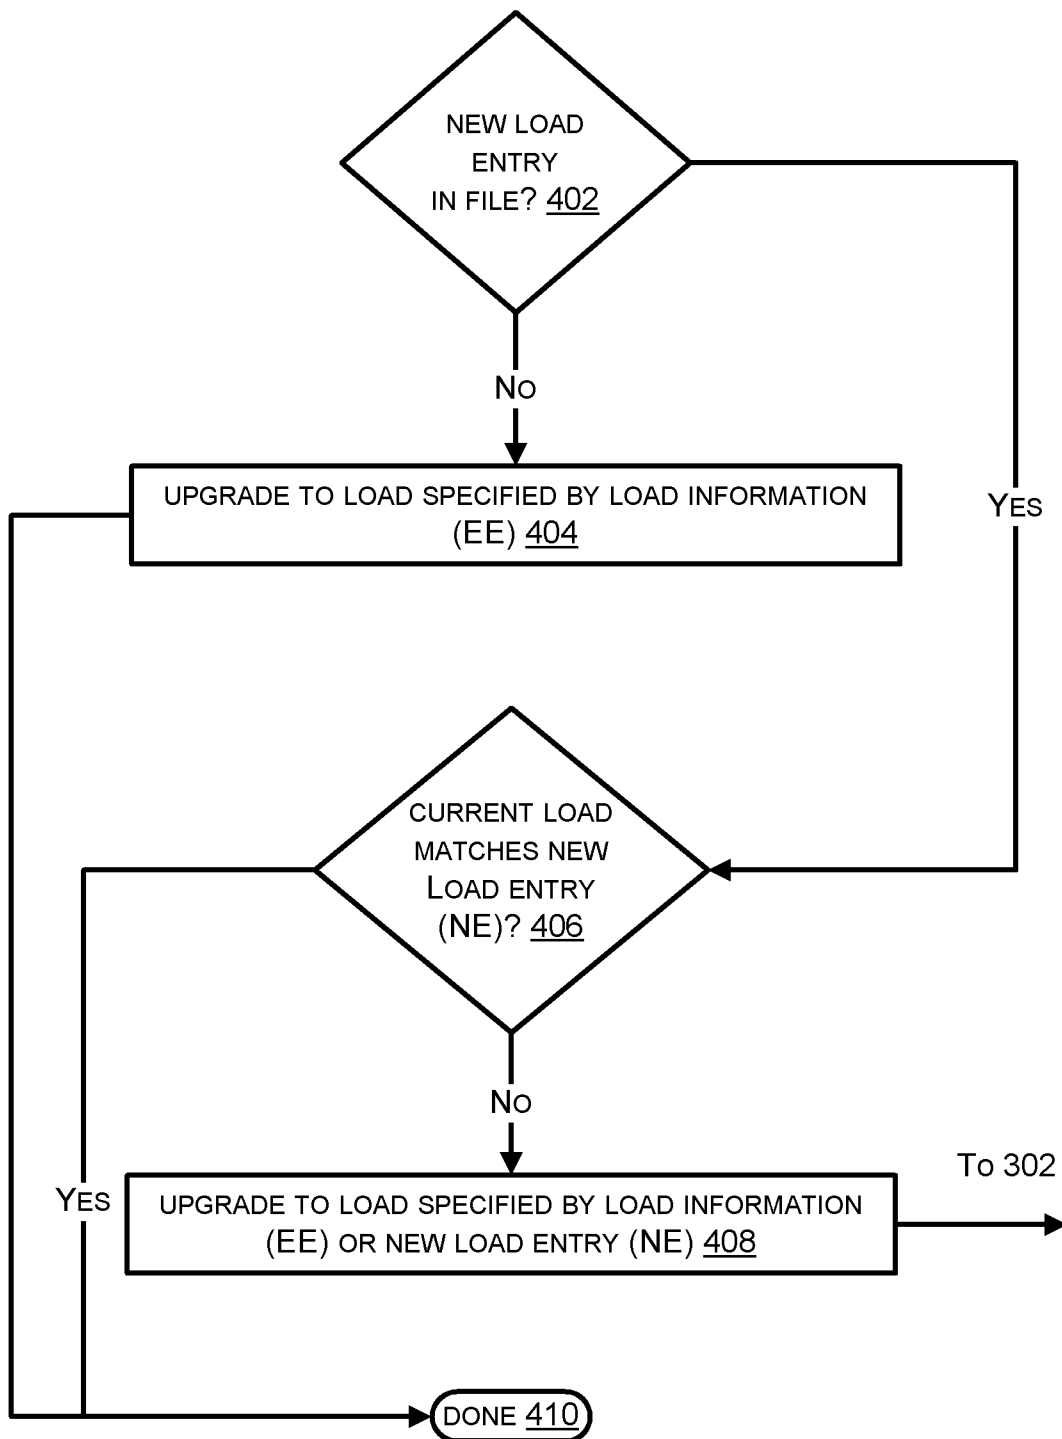 NEW LOAD
ENTRY
IN FILE? 402
NO
UPGRADE TO LOAD SPECIFIED BY LOAD INFORMATION
(EE) 404
YES
CURRENT LOAD
MATCHES NEW
LOAD ENTRY
(NE)? 406
NO
To 302
YES
UPGRADE TO LOAD SPECIFIED BY LOAD INFORMATION
(EE) OR NEW LOAD ENTRY (NE) 408
DONE 410